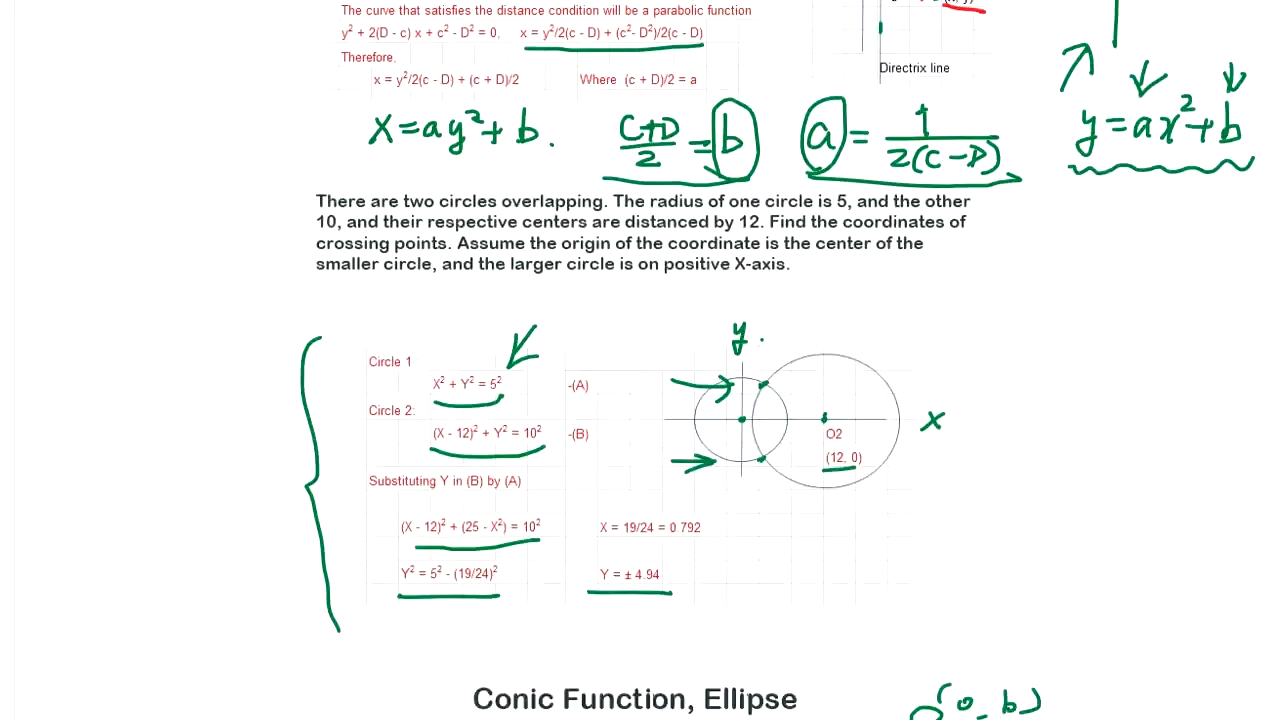 The curve that satisfies the distance condition will be a parabolic function
y² + 2(D - c) x + c² - D² = 0, x = y²/2(c - D) + (c²- D²)/2(c - D)
Therefore,
x = y²/2(c - D) + (c + D)/2 Where (c + D)/2 = a
Directrix line
x = ay² + b. C+D/2 = b a = 1/2(C-D) y = ax² + b
There are two circles overlapping. The radius of one circle is 5, and the other
10, and their respective centers are distanced by 12. Find the coordinates of
crossing points. Assume the origin of the coordinate is the center of the
smaller circle, and the larger circle is on positive X-axis.
Circle 1
X² + Y² = 5² -(A)
Circle 2:
(X - 12)² + Y² = 10² -(B)
Substituting Y in (B) by (A)
(X - 12)² + (25 - X²) = 10² X = 19/24 = 0.792
Y² = 5² - (19/24)² Y = ± 4.94
y.
x
O2
(12, 0)
Conic Function, Ellipse